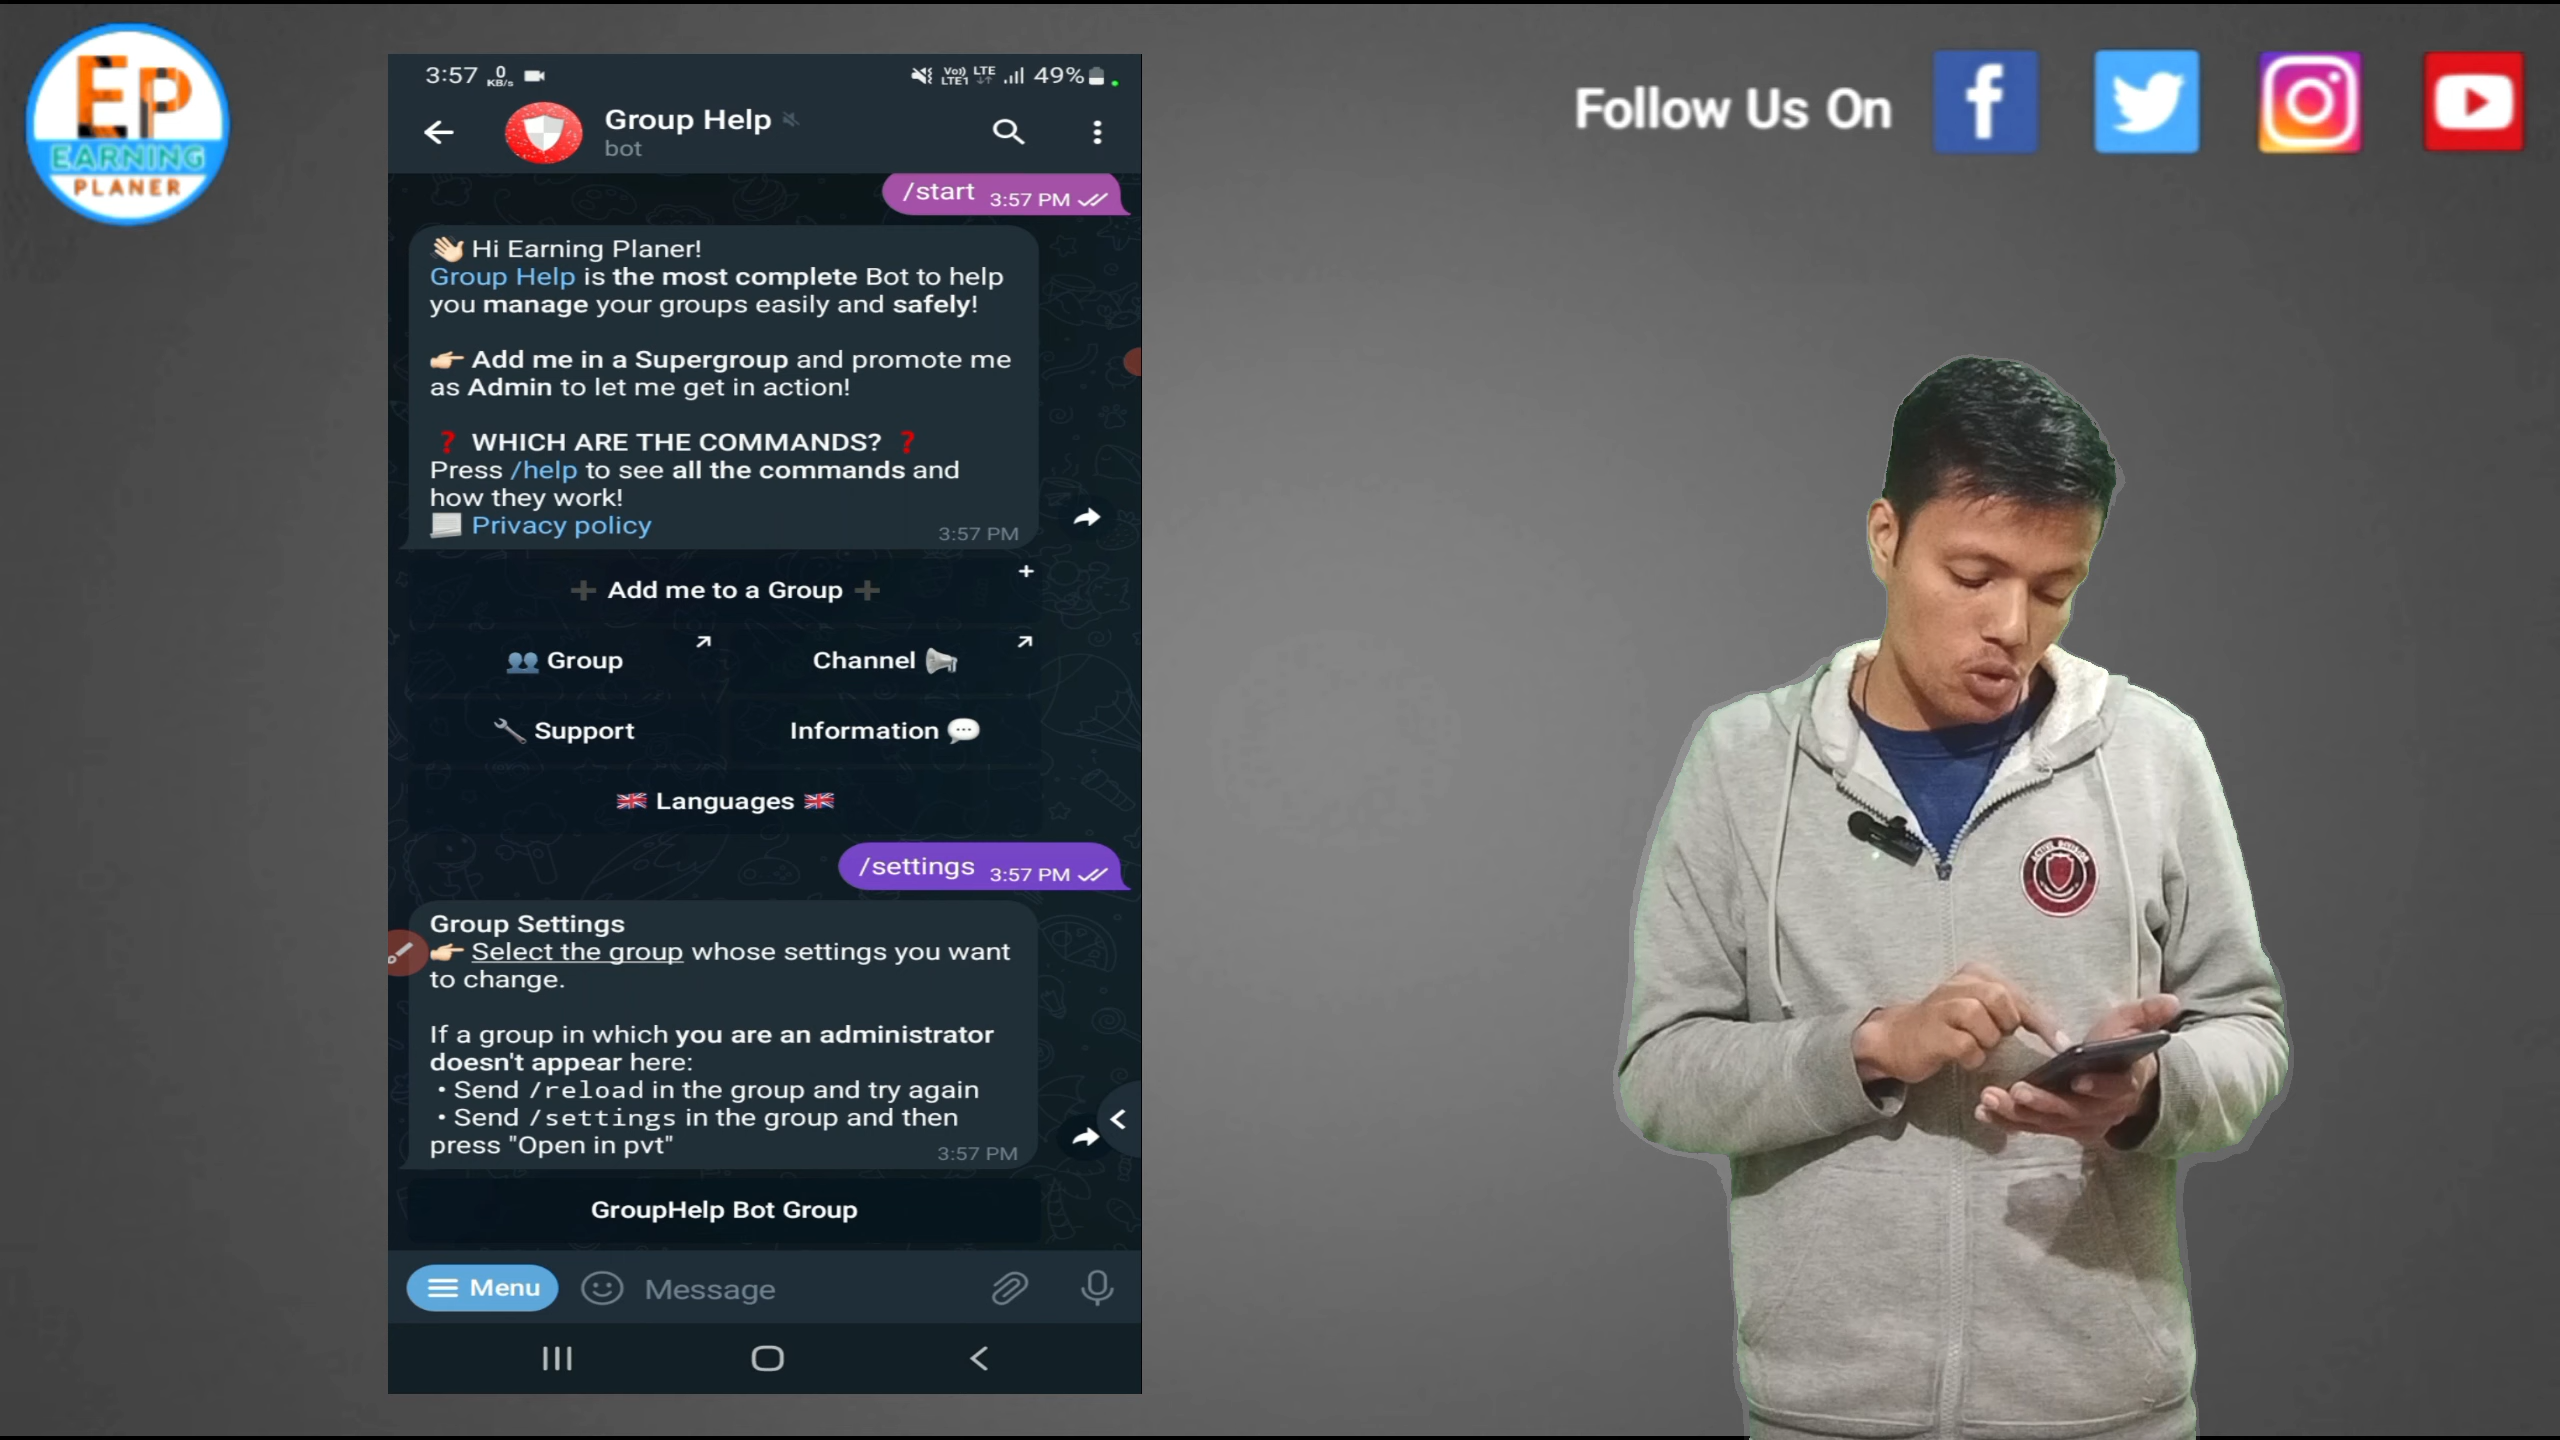 EP
EARNING
PLANER
Follow Us On
3:57 0 KB/s Vo)) LTE1 LTE 49%
Group Help
bot
/start 3:57 PM
Hi Earning Planer!
Group Help is the most complete Bot to help
you manage your groups easily and safely!
Add me in a Supergroup and promote me
as Admin to let me get in action!
❓ WHICH ARE THE COMMANDS? ❓
Press /help to see all the commands and
how they work!
Privacy policy 3:57 PM
➕ Add me to a Group ➕
Group
Channel
Support
Information
Languages
/settings 3:57 PM
Group Settings
Select the group whose settings you want
to change.
If a group in which you are an administrator
doesn't appear here:
• Send /reload in the group and try again
• Send /settings in the group and then
press "Open in pvt" 3:57 PM
GroupHelp Bot Group
Menu Message